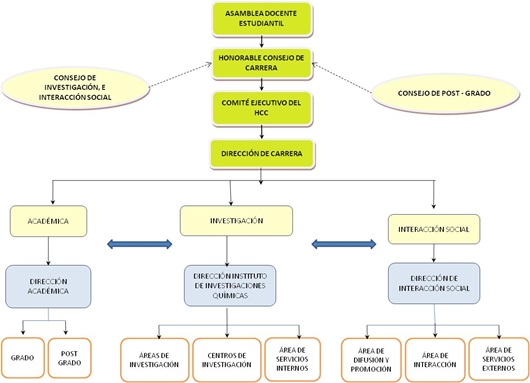 ASAMBLEA DOCENTE
ESTUDIANTIL
HONORABLE CONSEJO DE
CARRERA
CONSEJO DE
INVESTIGACIÓN, E
INTERACCIÓN SOCIAL
CONSEJO DE POST - GRADO
COMITÉ EJECUTIVO DEL
HCC
DIRECCIÓN DE CARRERA
ACADÉMICA
INVESTIGACIÓN
INTERACCIÓN SOCIAL
DIRECCIÓN
ACADÉMICA
DIRECCIÓN INSTITUTO
DE INVESTIGACIONES
QUÍMICAS
DIRECCIÓN DE
INTERACCIÓN SOCIAL
GRADO
POST
GRADO
ÁREAS DE
INVESTIGACIÓN
CENTROS DE
INVESTIGACIÓN
ÁREA DE
SERVICIOS
INTERNOS
ÁREA DE
DIFUSIÓN Y
PROMOCIÓN
ÁREA DE
INTERACCIÓN
ÁREA DE
SERVICIOS
EXTERNOS